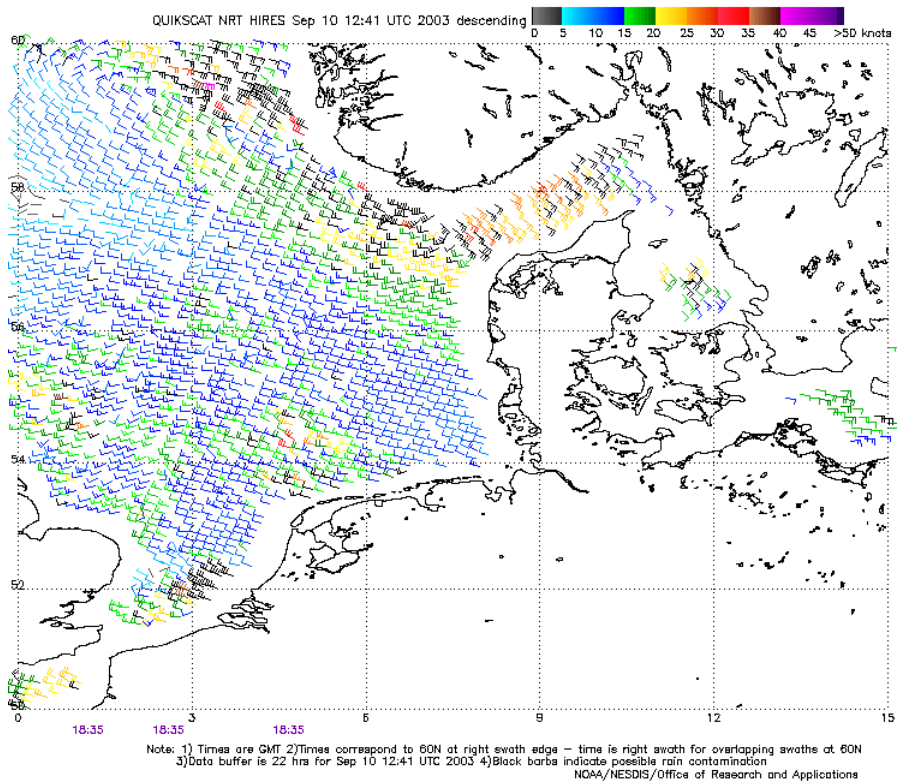 QUIKSCAT NRT HIRES Sep 10 12:41 UTC 2003 descending
0 5 10 15 20 25 30 35 40 45 >50 knots
60
58
56
54
52
50
0 3 6 9 12 15
18:35 18:35 18:35
Note: 1) Times are GMT 2)Times correspond to 60N at right swath edge – time is right swath for overlapping swaths at 60N
3)Data buffer is 22 hrs for Sep 10 12:41 UTC 2003 4)Black barbs indicate possible rain contamination
NOAA/NESDIS/Office of Research and Applications